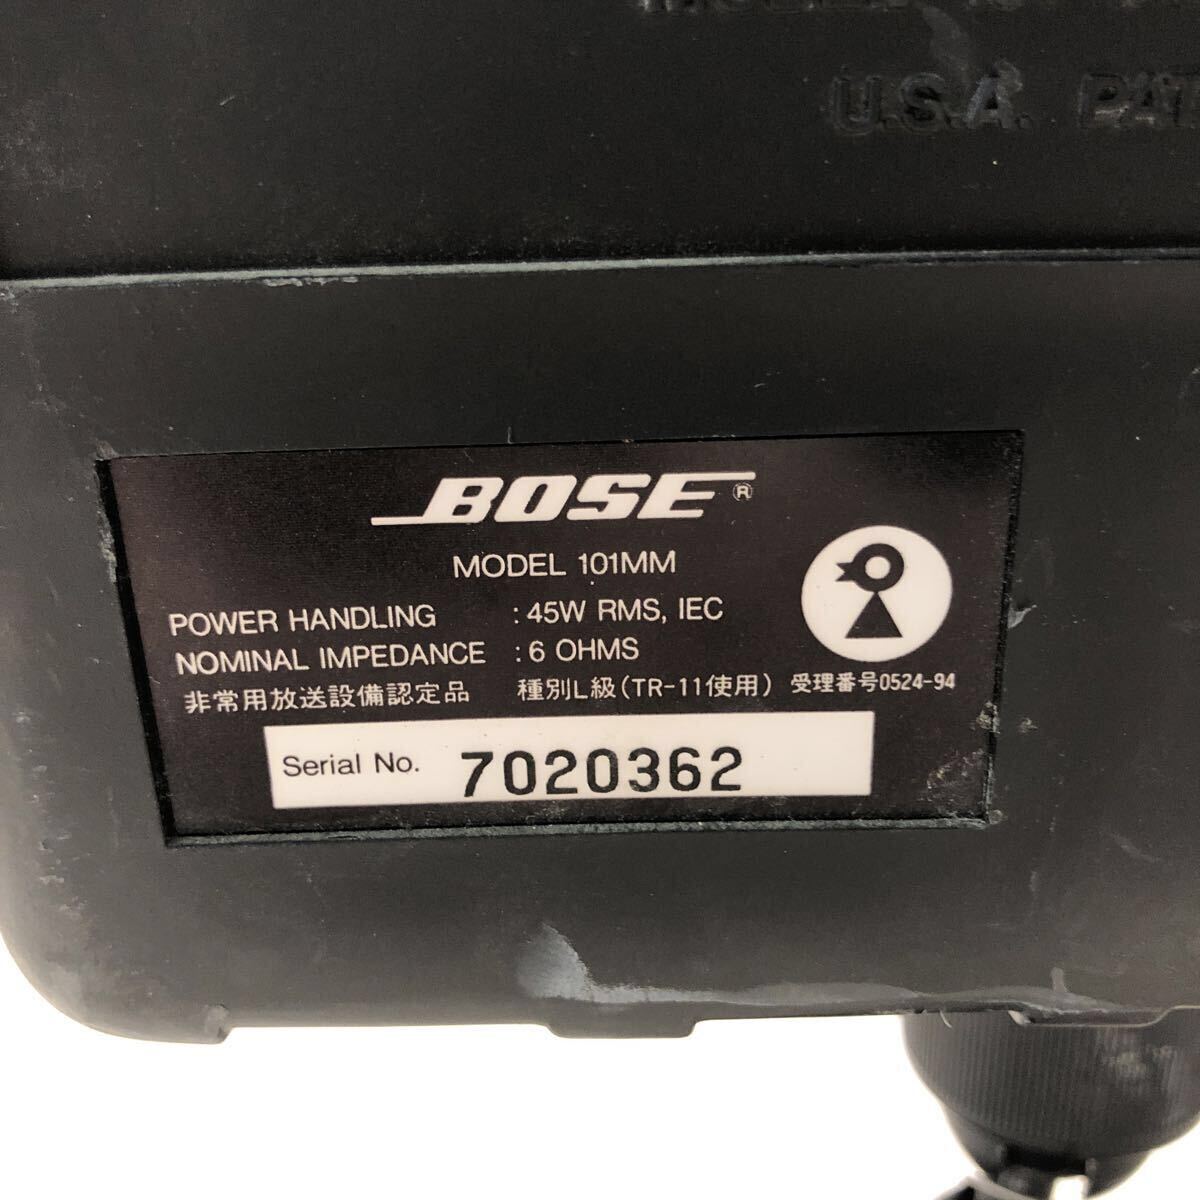 U.S.A. PAT
BOSE®
MODEL 101MM
POWER HANDLING : 45W RMS, IEC
NOMINAL IMPEDANCE : 6 OHMS
非常用放送設備認定品 種別L級(TR-11使用) 受理番号0524-94
Serial No. 7020362